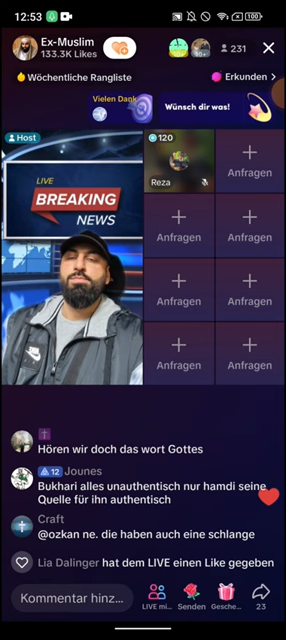 12:53
100
Ex-Muslim
133.3K Likes
231
Wöchentliche Rangliste
Erkunden >
Vielen Dank
Wünsch dir was!
Host
LIVE
BREAKING
NEWS
120
Reza
Anfragen
Anfragen
Anfragen
Anfragen
Anfragen
Anfragen
Anfragen
Hören wir doch das wort Gottes
12 Jounes
Bukhari alles unauthentisch nur hamdi seine
Quelle für ihn authentisch
Craft
@ozkan ne. die haben auch eine schlange
Lia Dalinger hat dem LIVE einen Like gegeben
Kommentar hinz...
LIVE mi...
Senden
Gesche...
23